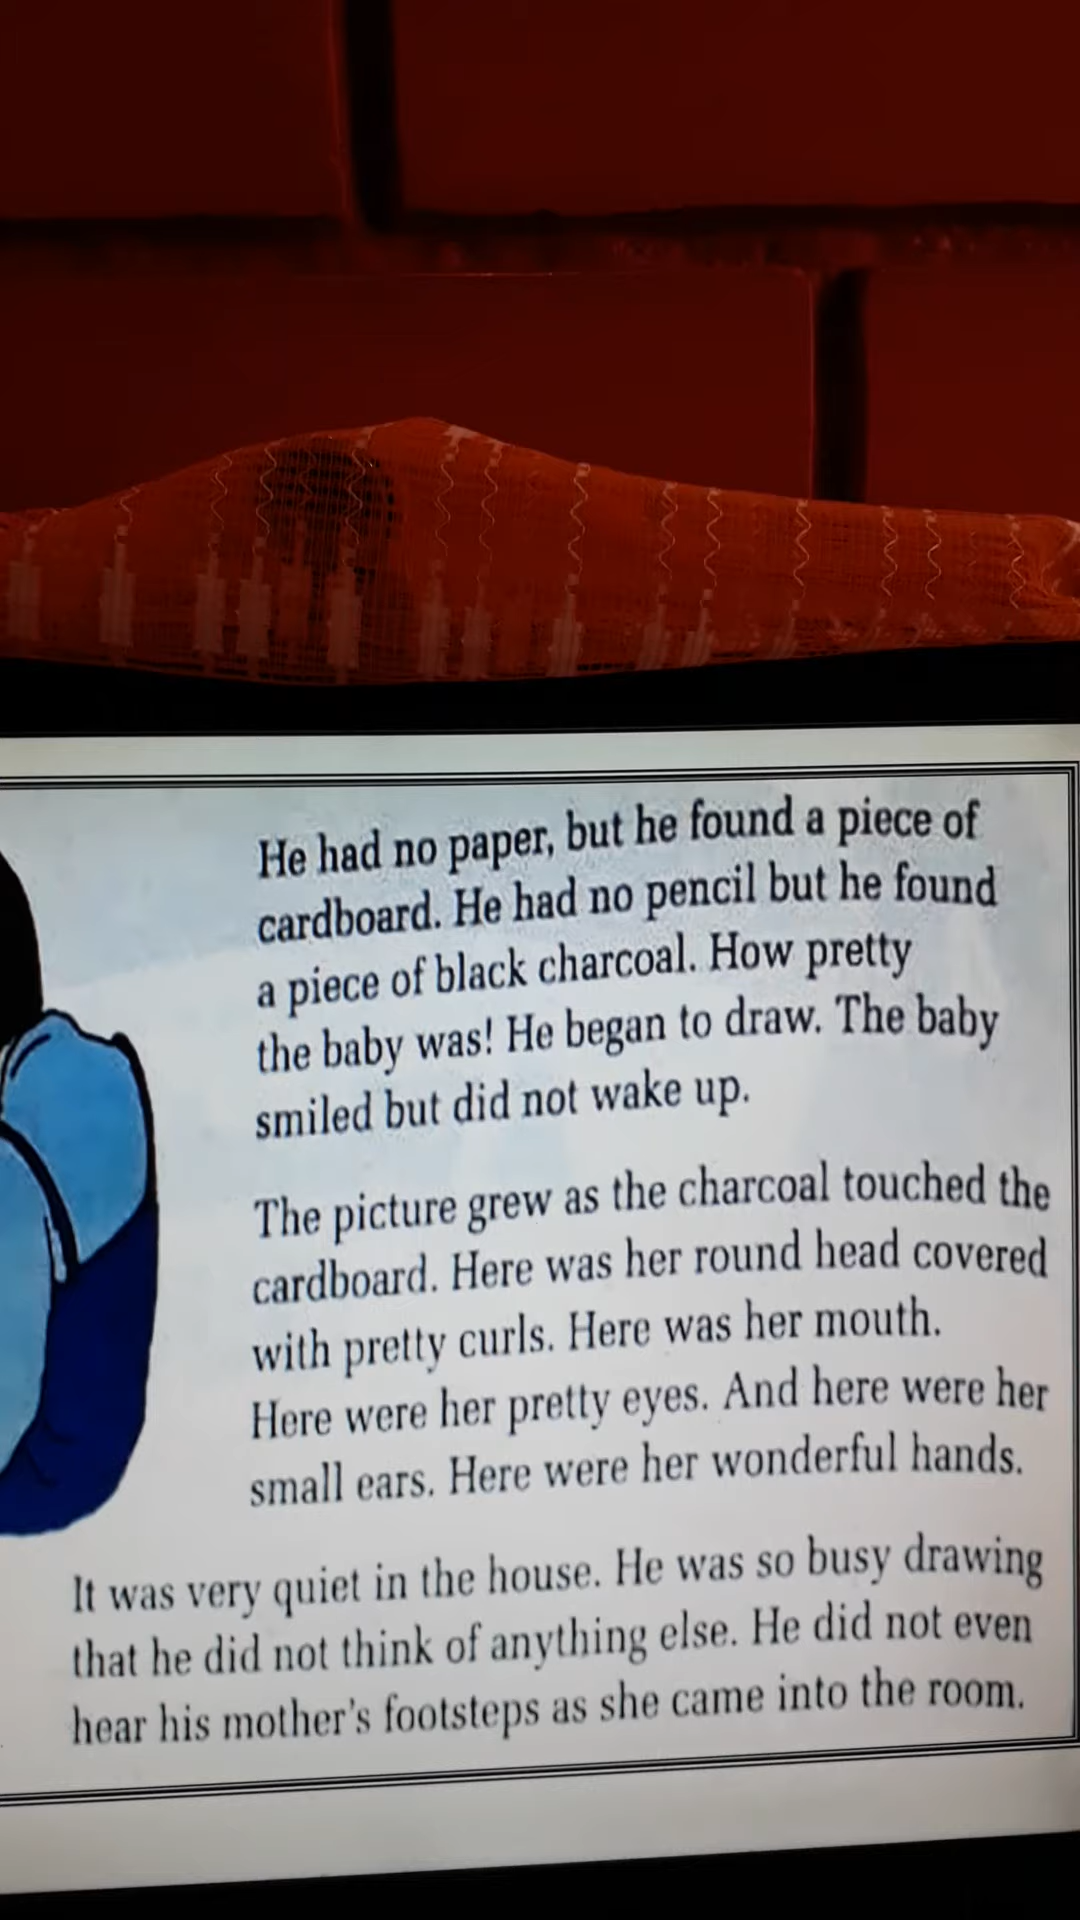 He had no paper, but he found a piece of
cardboard. He had no pencil but he found
a piece of black charcoal. How pretty
the baby was! He began to draw. The baby
smiled but did not wake up.
The picture grew as the charcoal touched the
cardboard. Here was her round head covered
with pretty curls. Here was her mouth.
Here were her pretty eyes. And here were her
small ears. Here were her wonderful hands.
It was very quiet in the house. He was so busy drawing
that he did not think of anything else. He did not even
hear his mother's footsteps as she came into the room.